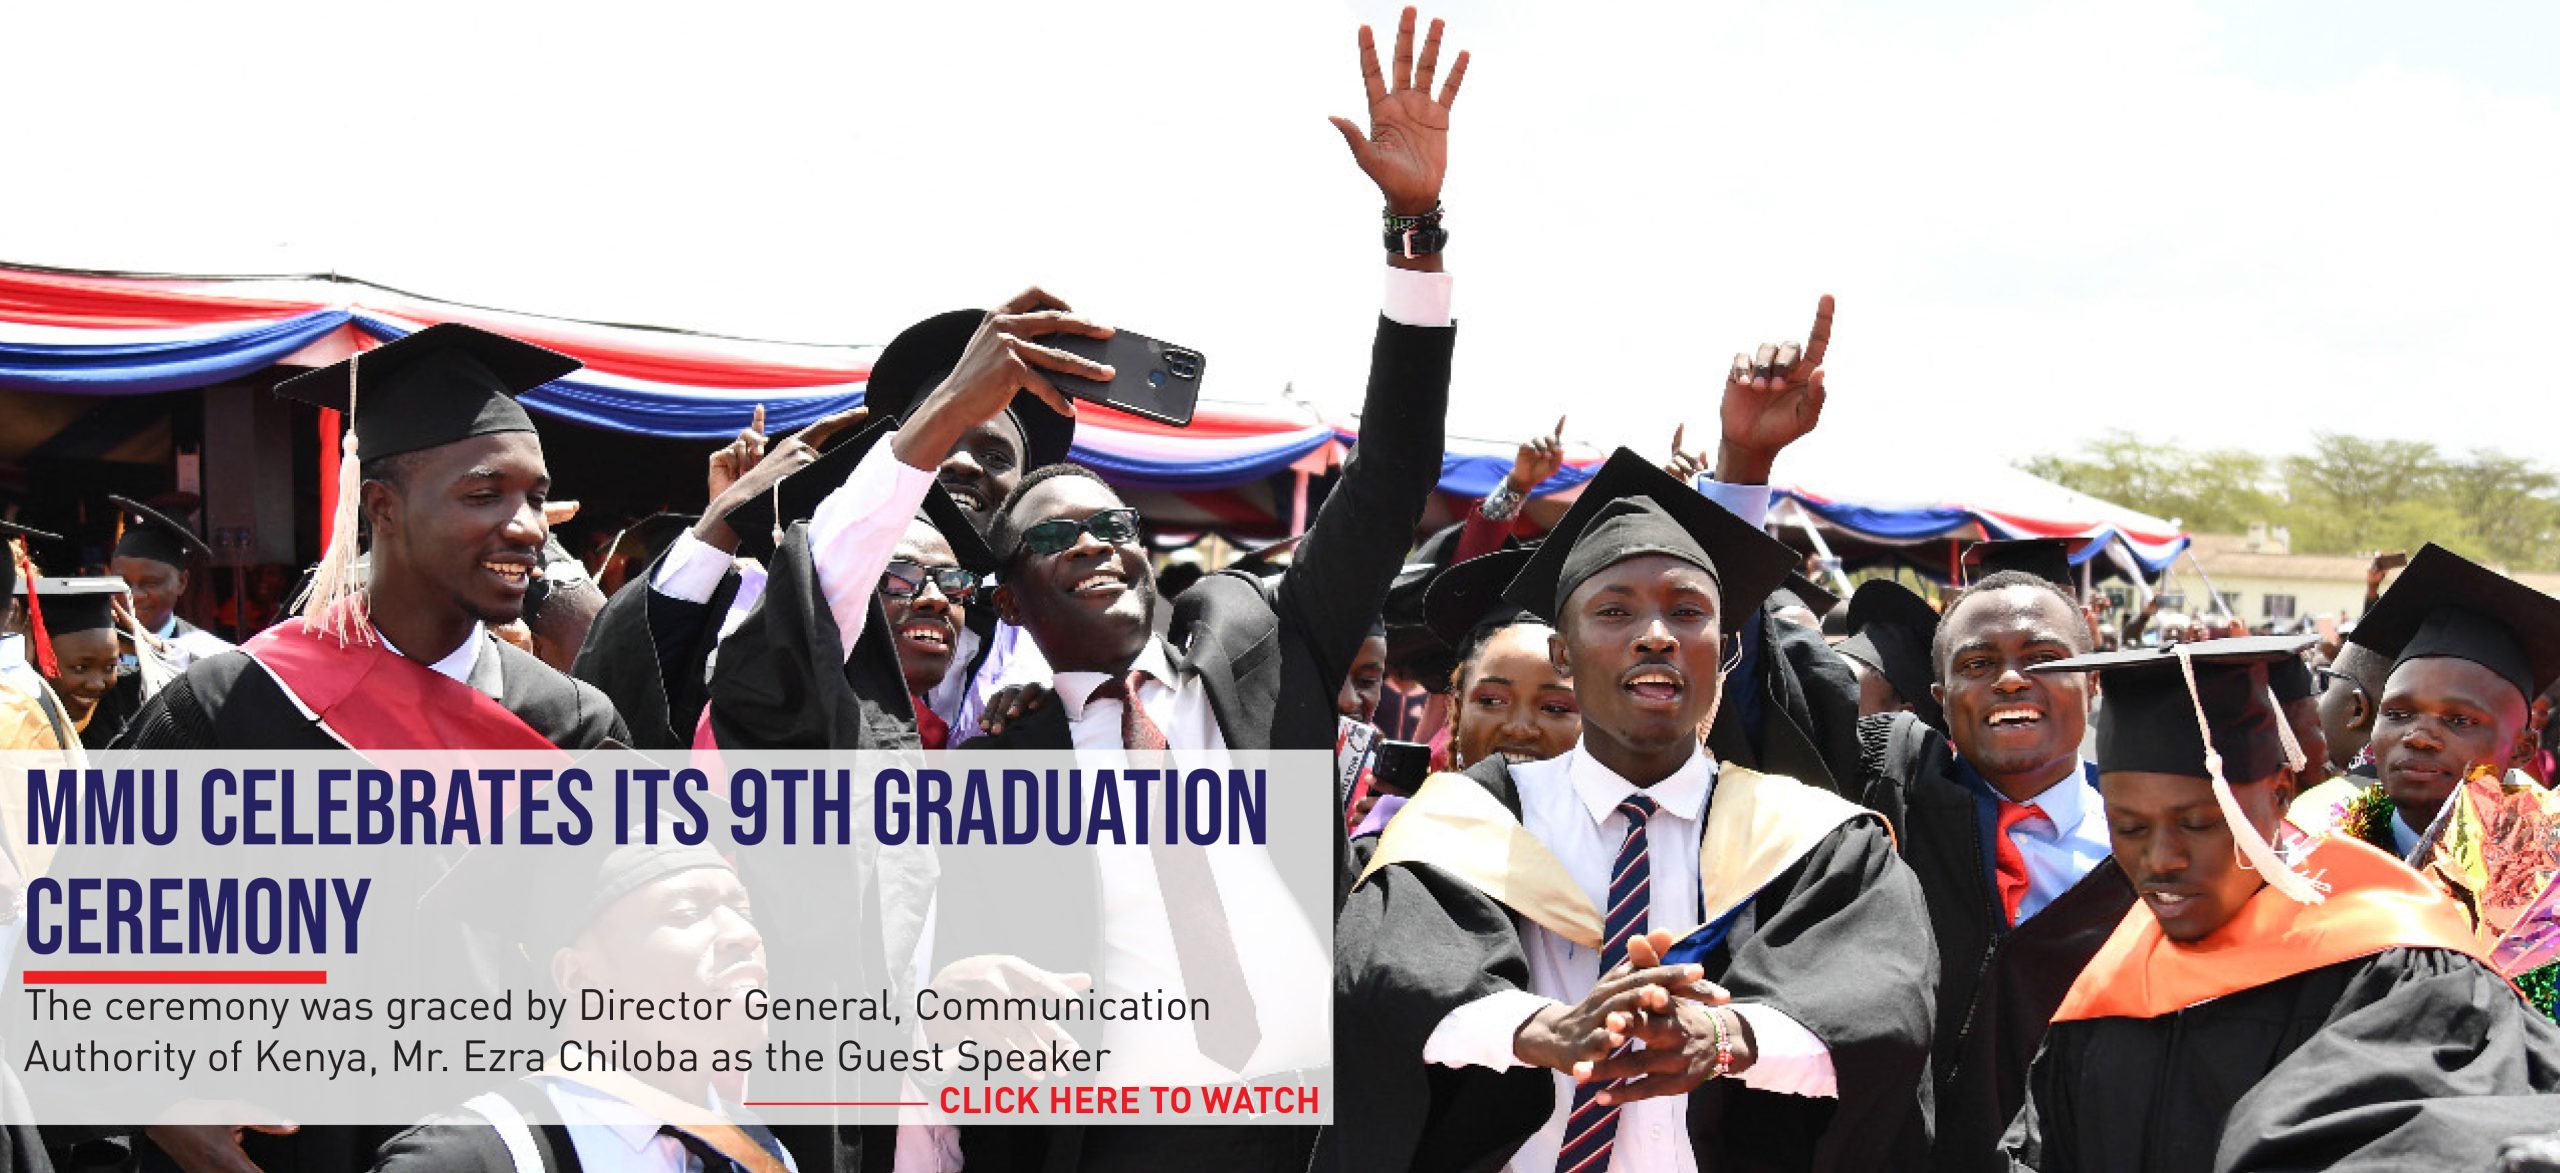 MMU CELEBRATES ITS 9TH GRADUATION
CEREMONY
The ceremony was graced by Director General, Communication
Authority of Kenya, Mr. Ezra Chiloba as the Guest Speaker
CLICK HERE TO WATCH